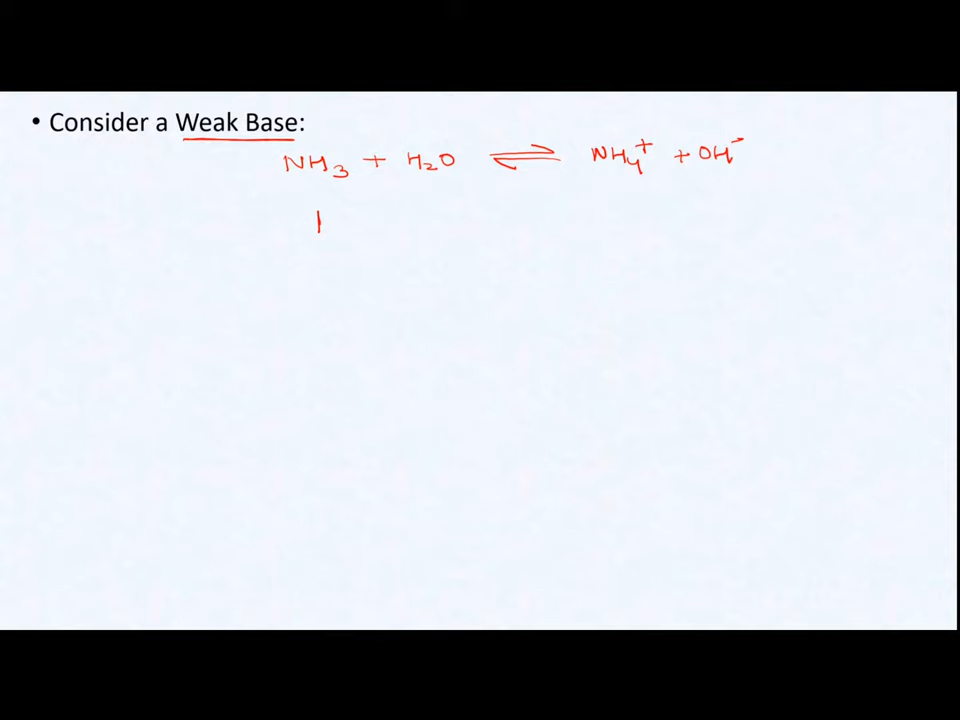 • Consider a Weak Base:
NH₃ + H₂O ⇌ NH₄⁺ + OH⁻